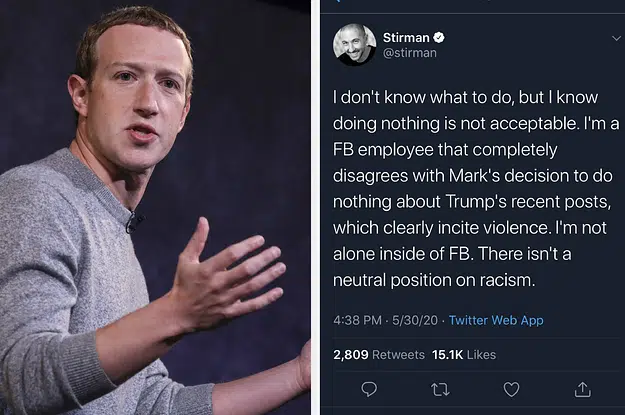 Stirman
@stirman
I don't know what to do, but I know
doing nothing is not acceptable. I'm a
FB employee that completely
disagrees with Mark's decision to do
nothing about Trump's recent posts,
which clearly incite violence. I'm not
alone inside of FB. There isn't a
neutral position on racism.
4:38 PM · 5/30/20 · Twitter Web App
2,809 Retweets 15.1K Likes